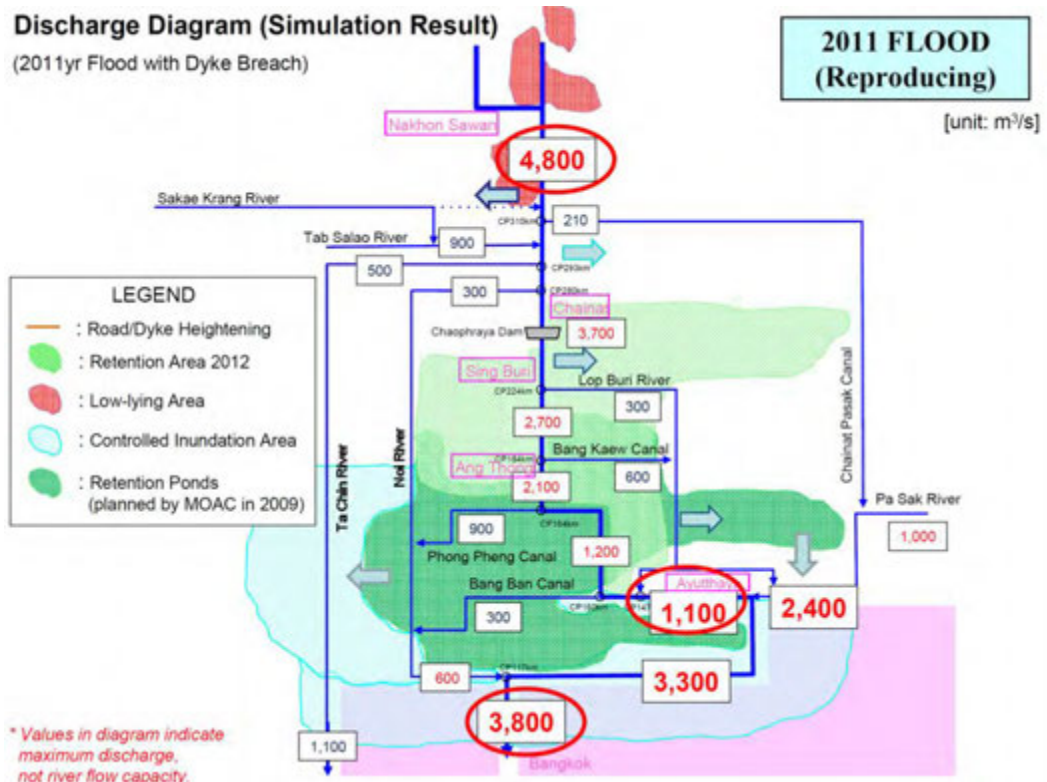 Discharge Diagram (Simulation Result)
(2011yr Flood with Dyke Breach)
2011 FLOOD
(Reproducing)
[unit: m³/s]
Nakhon Sawan
4,800
Sakae Krang River
CP310km
210
Tab Salao River
900
500
CP293km
300
CP280km
Chainat
Chaophraya Dam
3,700
LEGEND
: Road/Dyke Heightening
: Retention Area 2012
: Low-lying Area
: Controlled Inundation Area
: Retention Ponds
(planned by MOAC in 2009)
Sing Buri
Lop Buri River
CP224km
300
2,700
Bang Kaew Canal
Ang Thong
600
2,100
Ta Chin River
Noi River
Chainat Pasak Canal
Pa Sak River
1,000
900
1,200
Phong Pheng Canal
Bang Ban Canal
Ayutthaya
300
1,100
2,400
600
3,300
3,800
1,100
Bangkok
* Values in diagram indicate
maximum discharge,
not river flow capacity.